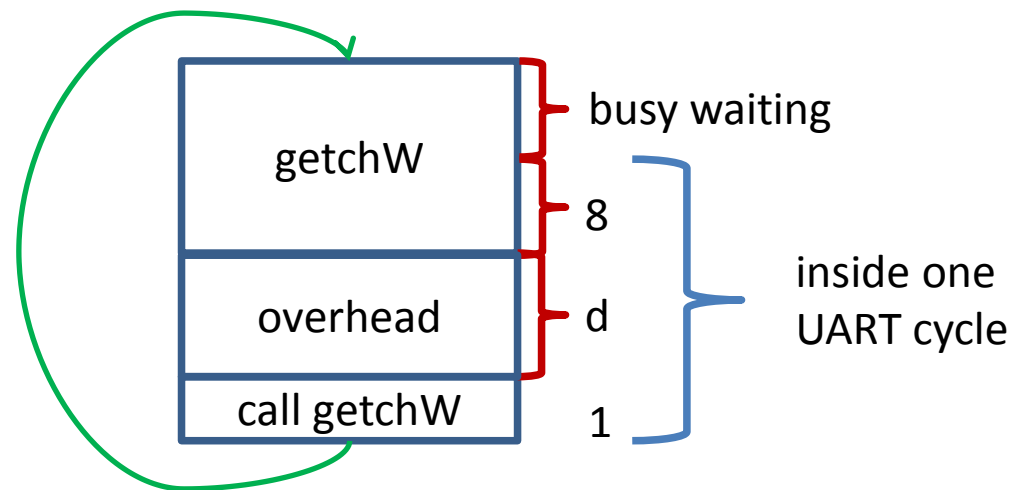 busy waiting
getchW
8
inside one
UART cycle
overhead
d
call getchW
1